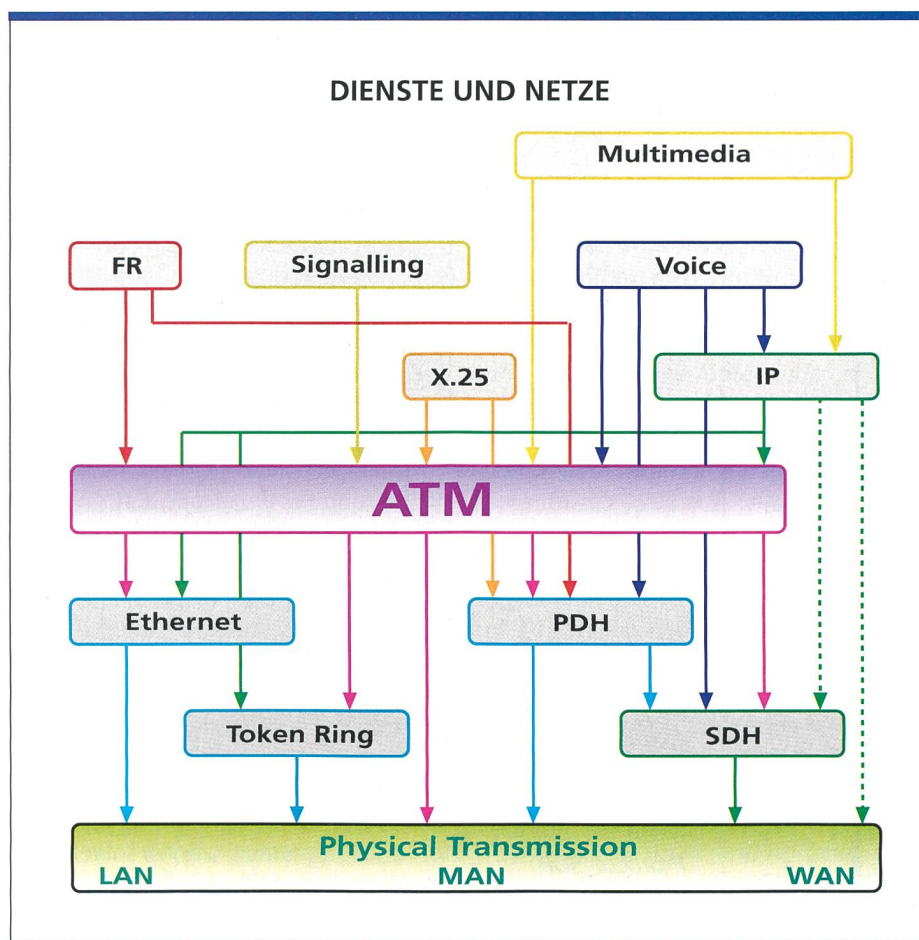 DIENSTE UND NETZE
Multimedia
FR
Signalling
Voice
X.25
IP
ATM
Ethernet
PDH
Token Ring
SDH
Physical Transmission
LAN MAN WAN